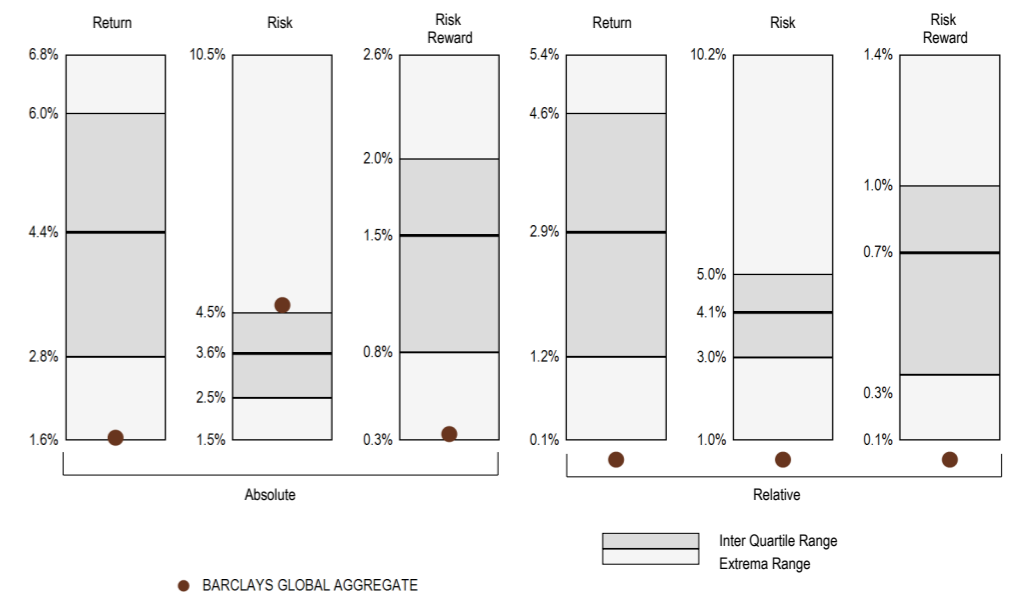 Return
Risk
Risk
Reward
Return
Risk
Risk
Reward
6.8%
6.0%
4.4%
2.8%
1.6%
10.5%
4.5%
3.6%
2.5%
1.5%
2.6%
2.0%
1.5%
0.8%
0.3%
5.4%
4.6%
2.9%
1.2%
0.1%
10.2%
5.0%
4.1%
3.0%
1.0%
1.4%
1.0%
0.7%
0.3%
0.1%
Absolute
Relative
Inter Quartile Range
Extrema Range
BARCLAYS GLOBAL AGGREGATE